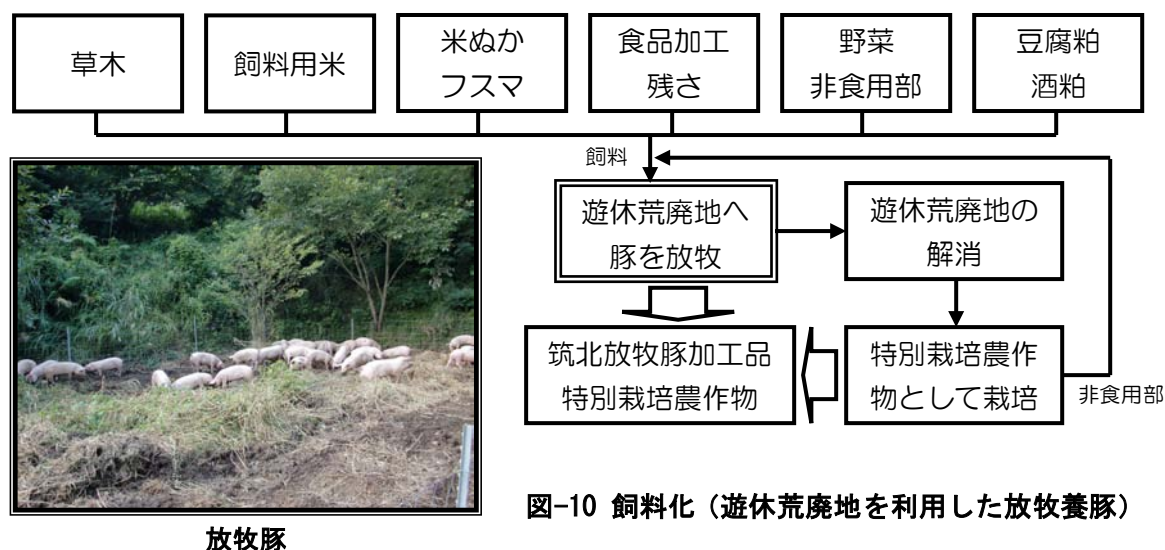 草木
飼料用米
米ぬか
フスマ
食品加工
残さ
野菜
非食用部
豆腐粕
酒粕
飼料
遊休荒廃地へ
豚を放牧
遊休荒廃地の
解消
筑北放牧豚加工品
特別栽培農作物
特別栽培農作
物として栽培
非食用部
図-10 飼料化（遊休荒廃地を利用した放牧養豚）
放牧豚